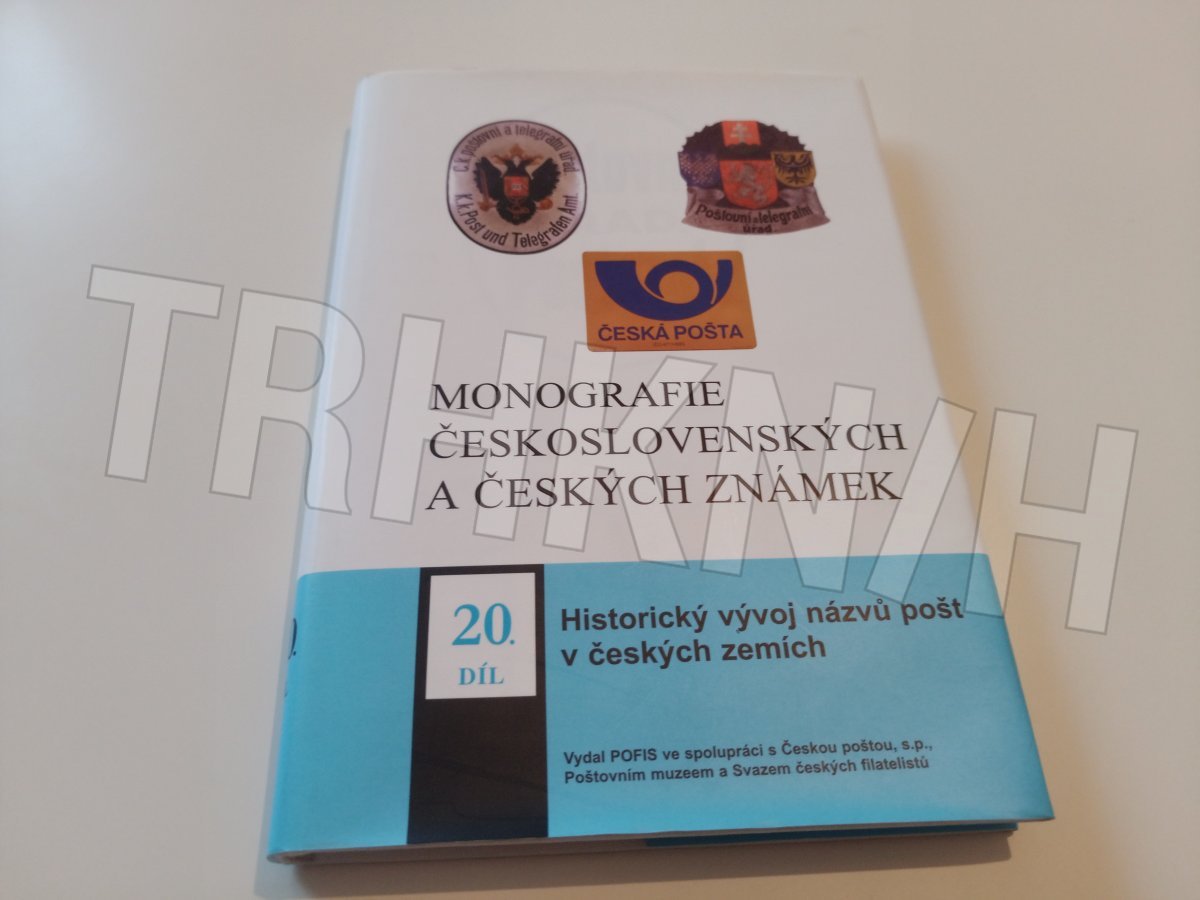 C. k. poštovní a telegrafní úřad.
K. k. Post und Telegrafen Amt.
Poštovní a telegrafní
úřad
ČESKÁ POŠTA
MONOGRAFIE
ČESKOSLOVENSKÝCH
A ČESKÝCH ZNÁMEK
TRHKNIH
20.
DÍL
Historický vývoj názvů pošt
v českých zemích
Vydal POFIS ve spolupráci s Českou poštou, s.p.,
Poštovním muzeem a Svazem českých filatelistů